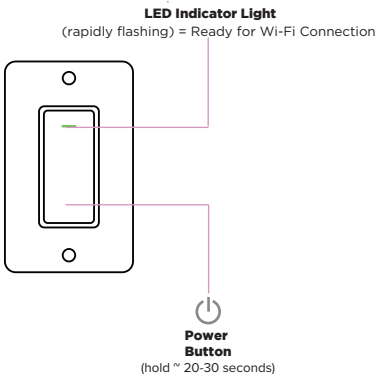 LED Indicator Light
(rapidly flashing) = Ready for Wi-Fi Connection
Power
Button
(hold ~ 20-30 seconds)